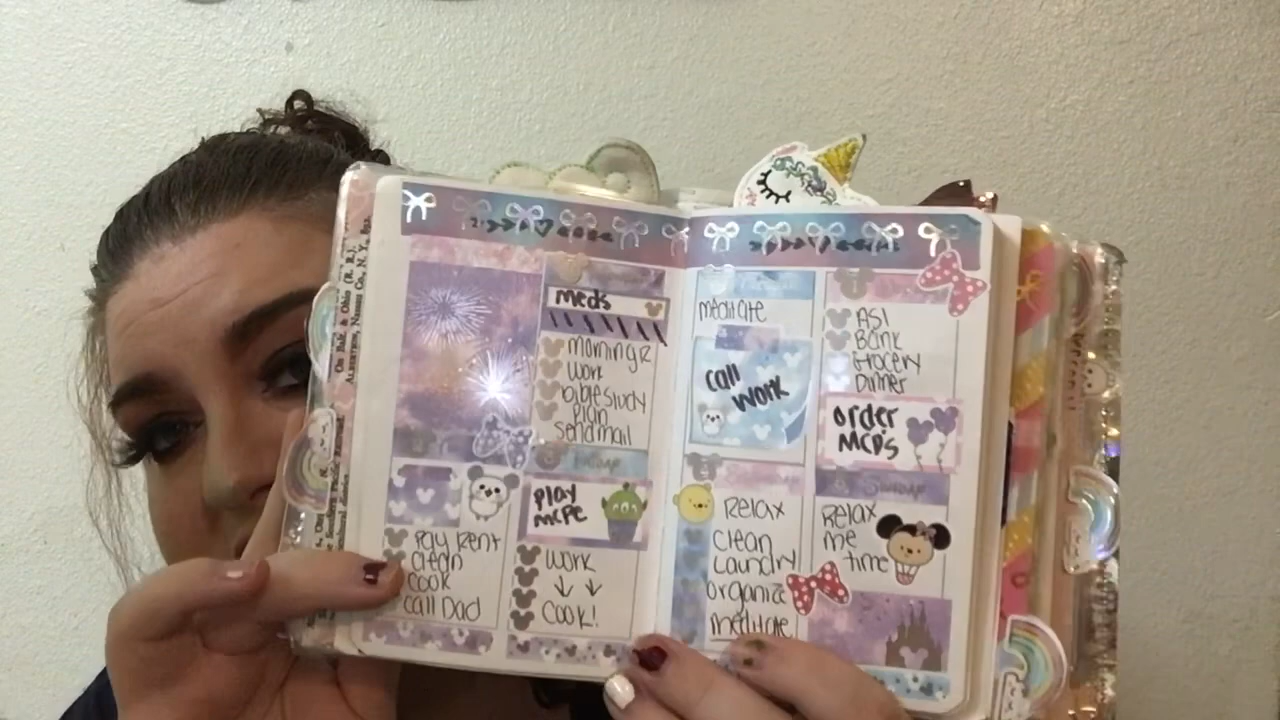 meds
morning R
work
bible study
plan
send mail
pay rent
clean
cook
call Dad
play
MCPE
work
↓ ↓
cook!
meditate
call
work
ASI
Bank
Grocery
Dinner
order
MCP's
Relax
clean
Laundry
organize
meditate
Relax
me
time